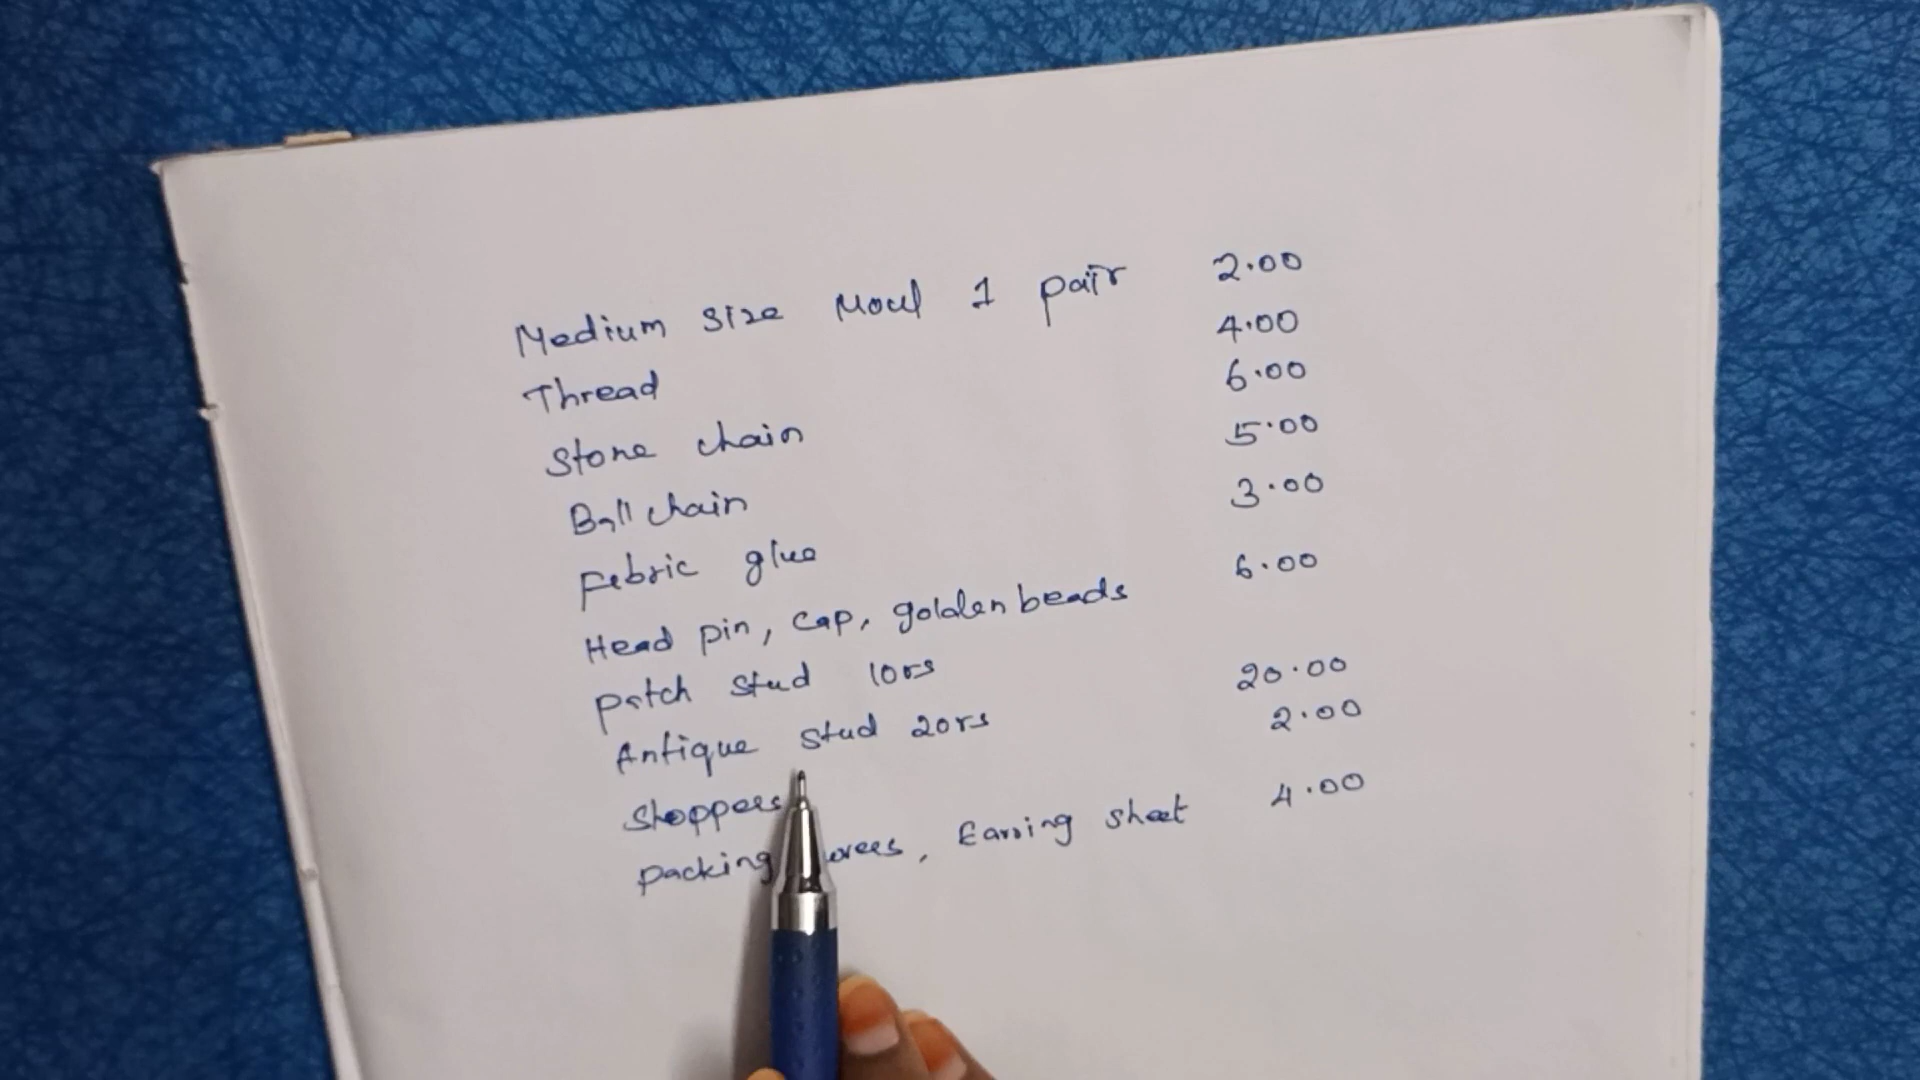 Medium size Moul 1 pair 2.00
Thread 4.00
Stone chain 6.00
Ball chain 5.00
Febric glue 3.00
Head pin, cap, golden beads 6.00
Patch stud 10rs
Antique stud 20rs 20.00
Stoppers 2.00
Packing , Earring sheet 4.00